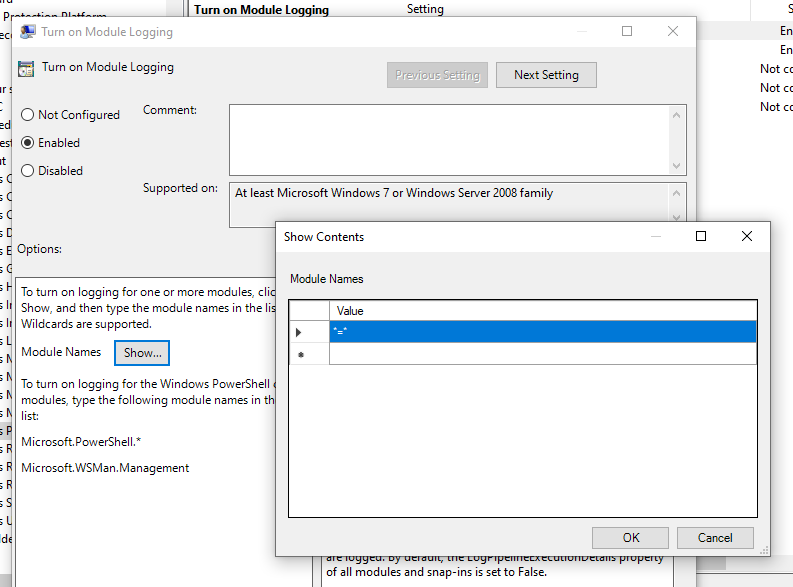 Protection Platform
Turn on Module Logging
Setting
Turn on Module Logging
Turn on Module Logging
Previous Setting
Next Setting
Not Configured
Enabled
Disabled
Comment:
Supported on:
At least Microsoft Windows 7 or Windows Server 2008 family
Options:
To turn on logging for one or more modules, clic
Show, and then type the module names in the list
Wildcards are supported.
Module Names
Show...
To turn on logging for the Windows PowerShell c
modules, type the following module names in the
list:
Microsoft.PowerShell.*
Microsoft.WSMan.Management
Show Contents
Module Names
Value
*=*
OK
Cancel
are logged. By default, the LogPipelineExecutionDetails property
of all modules and snap-ins is set to False.
S
En
En
Not co
Not co
Not co